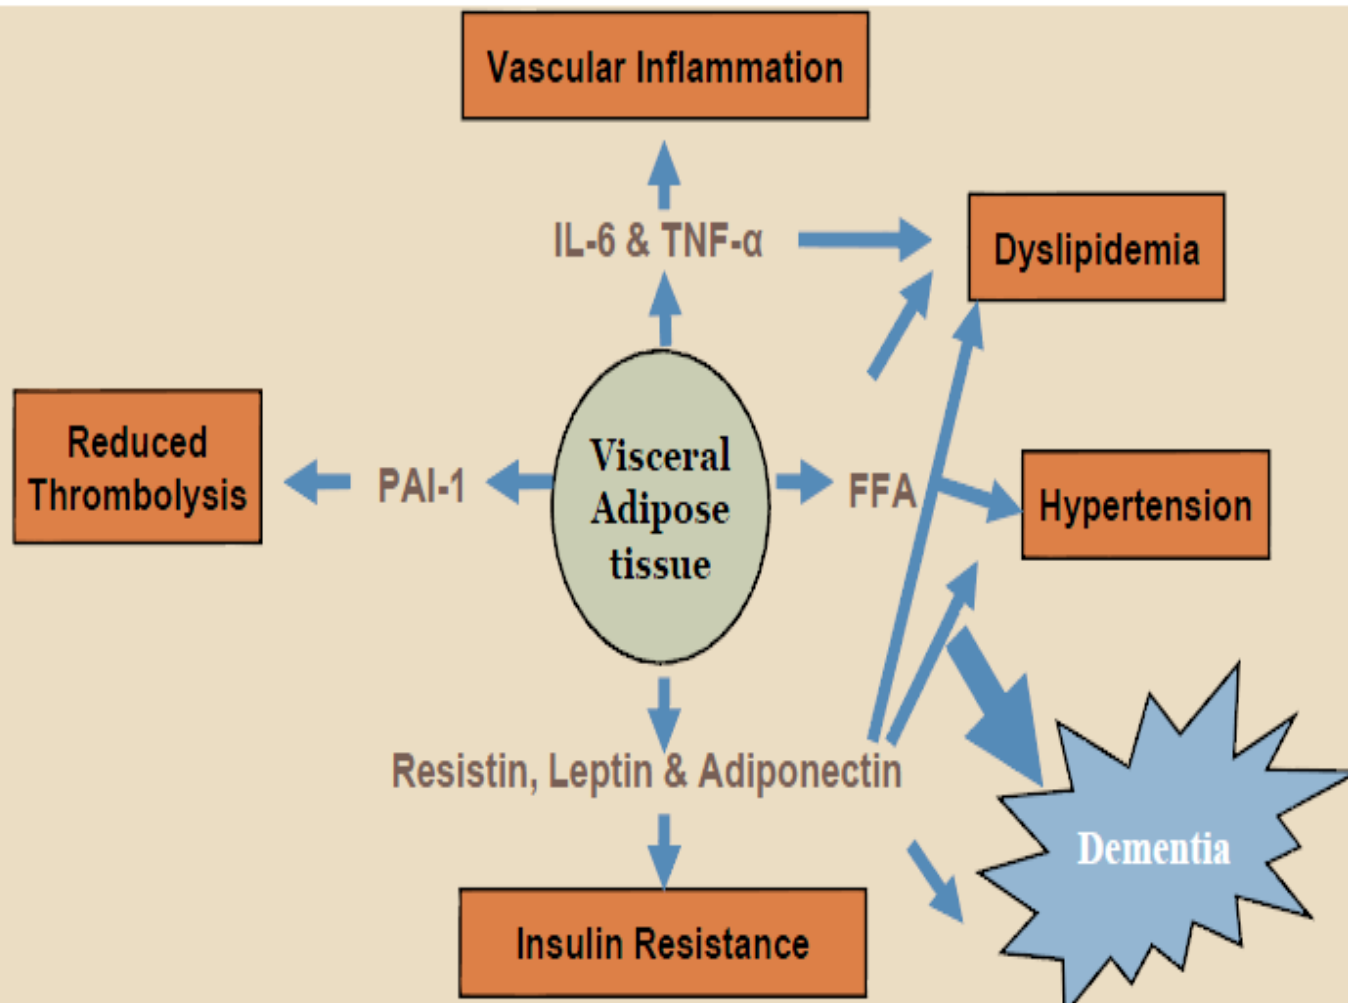 Vascular Inflammation
IL-6 & TNF-α
Dyslipidemia
Reduced
Thrombolysis
PAI-1
Visceral
Adipose
tissue
FFA
Hypertension
Resistin, Leptin & Adiponectin
Dementia
Insulin Resistance